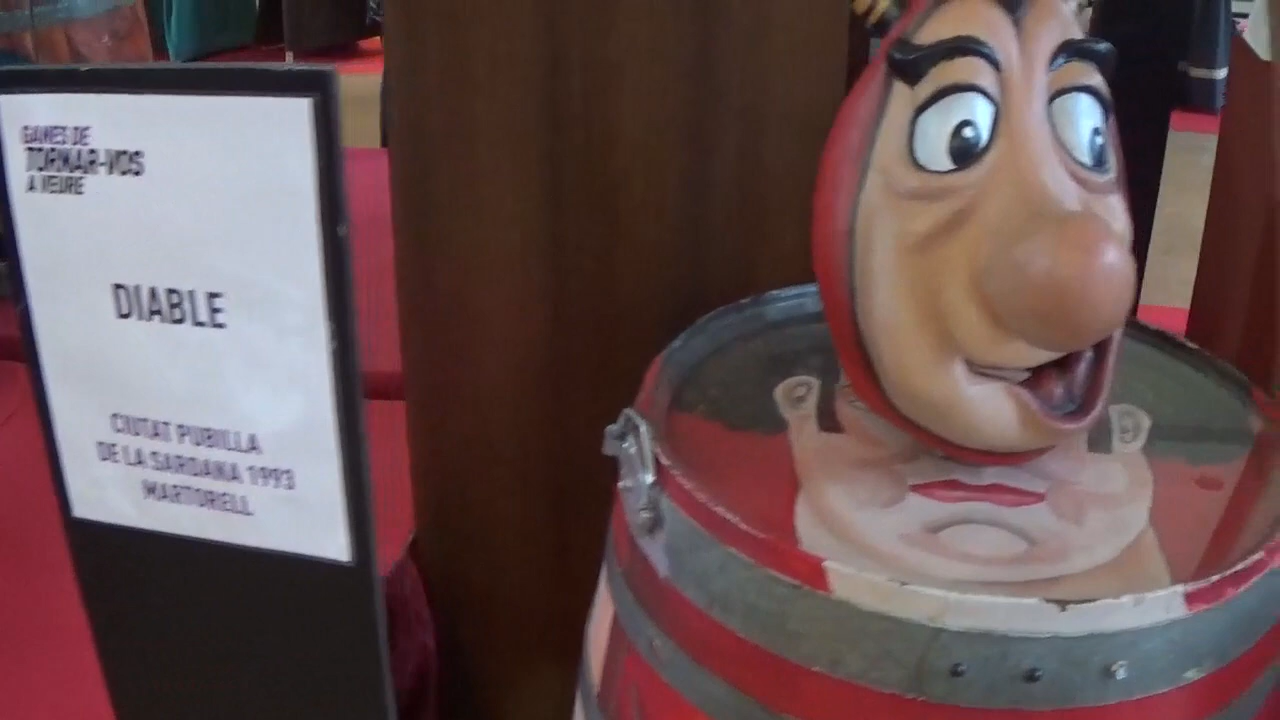 GANES DE
TORNAR-VOS
A VEURE
DIABLE
CIUTAT PUBILLA
DE LA SARDANA 1993
MARTORELL